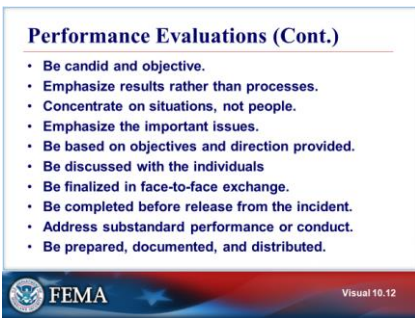 Performance Evaluations (Cont.)
• Be candid and objective.
• Emphasize results rather than processes.
• Concentrate on situations, not people.
• Emphasize the important issues.
• Be based on objectives and direction provided.
• Be discussed with the individuals
• Be finalized in face-to-face exchange.
• Be completed before release from the incident.
• Address substandard performance or conduct.
• Be prepared, documented, and distributed.
FEMA
Visual 10.12